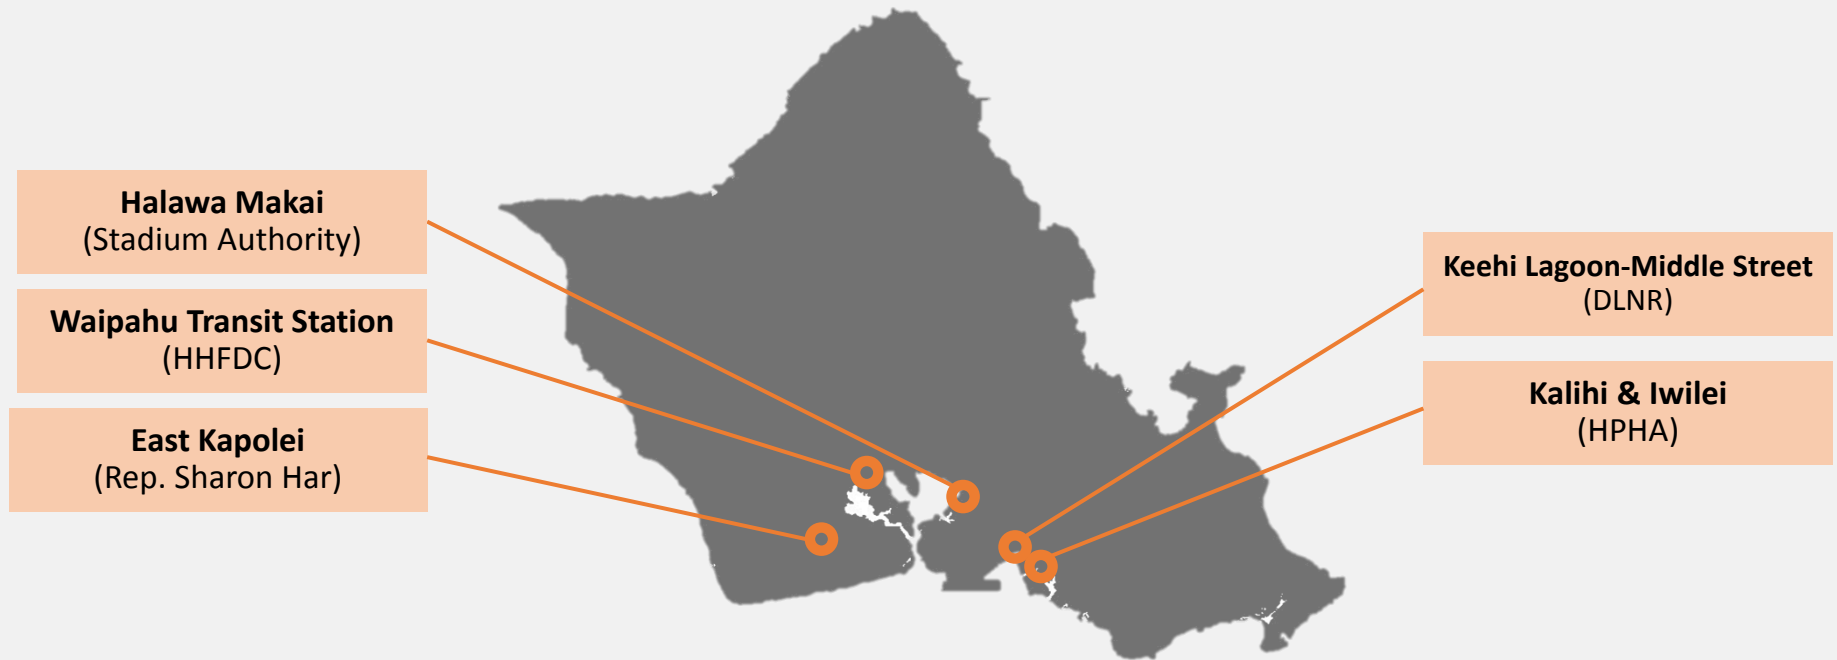 Halawa Makai
(Stadium Authority)
Waipahu Transit Station
(HHFDC)
East Kapolei
(Rep. Sharon Har)
Keehi Lagoon-Middle Street
(DLNR)
Kalihi & Iwilei
(HPHA)